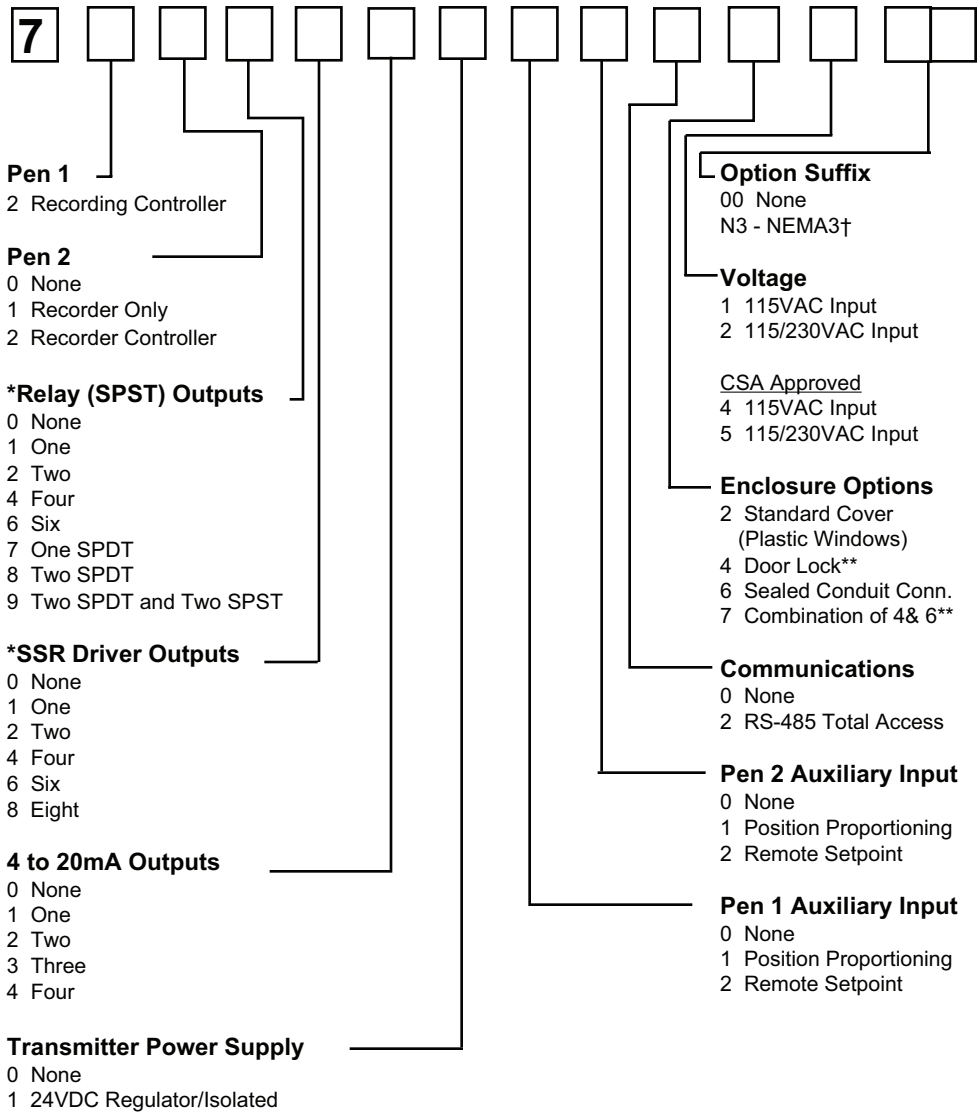 7
Pen 1
2 Recording Controller
Pen 2
0 None
1 Recorder Only
2 Recorder Controller
*Relay (SPST) Outputs
0 None
1 One
2 Two
4 Four
6 Six
7 One SPDT
8 Two SPDT
9 Two SPDT and Two SPST
*SSR Driver Outputs
0 None
1 One
2 Two
4 Four
6 Six
8 Eight
4 to 20mA Outputs
0 None
1 One
2 Two
3 Three
4 Four
Transmitter Power Supply
0 None
1 24VDC Regulator/Isolated
Option Suffix
00 None
N3 - NEMA3†
Voltage
1 115VAC Input
2 115/230VAC Input
CSA Approved
4 115VAC Input
5 115/230VAC Input
Enclosure Options
2 Standard Cover
(Plastic Windows)
4 Door Lock**
6 Sealed Conduit Conn.
7 Combination of 4& 6**
Communications
0 None
2 RS-485 Total Access
Pen 2 Auxiliary Input
0 None
1 Position Proportioning
2 Remote Setpoint
Pen 1 Auxiliary Input
0 None
1 Position Proportioning
2 Remote Setpoint